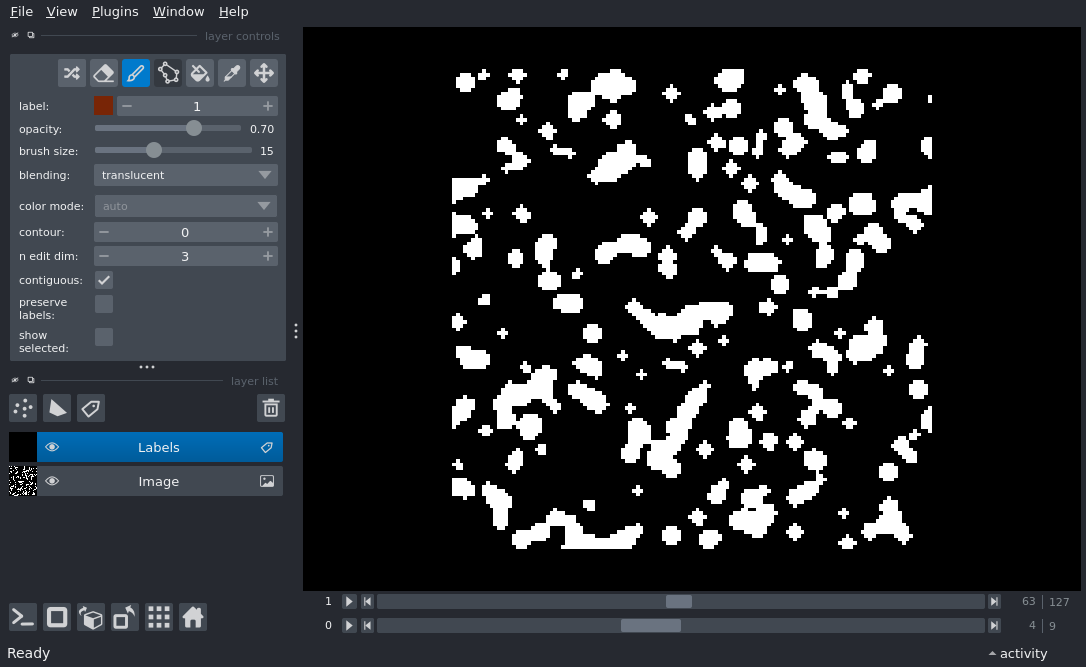 File View Plugins Window Help
layer controls
label: 1
opacity: 0.70
brush size: 15
blending: translucent
color mode: auto
contour: 0
n edit dim: 3
contiguous:
preserve
labels:
show
selected:
layer list
Labels
Image
1 63 127
0 4 9
Ready activity